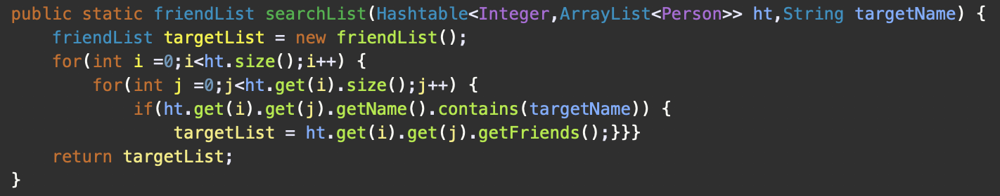 public static friendList searchList(Hashtable<Integer,ArrayList<Person>> ht,String targetName) {
    friendList targetList = new friendList();
    for(int i =0;i<ht.size();i++) {
        for(int j =0;j<ht.get(i).size();j++) {
            if(ht.get(i).get(j).getName().contains(targetName)) {
                targetList = ht.get(i).get(j).getFriends();}}}
    return targetList;
}